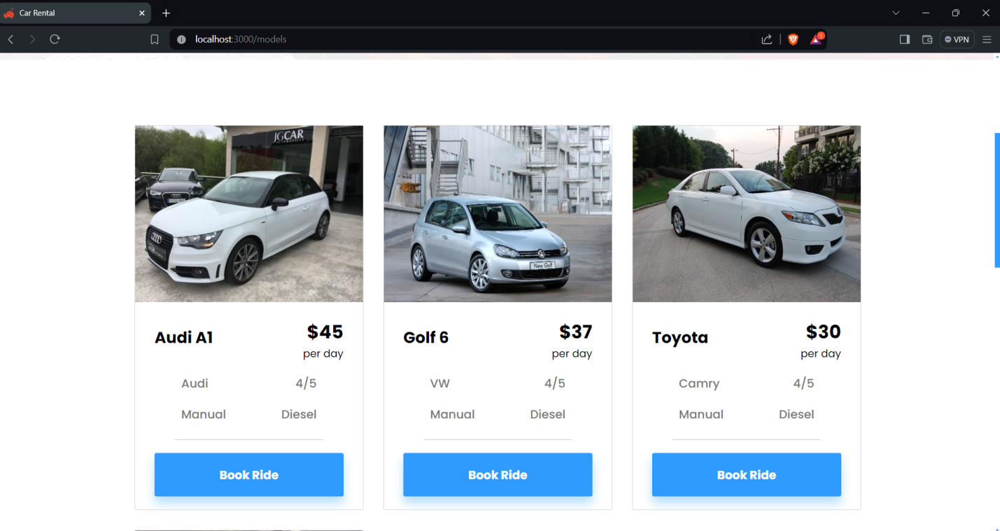 Car Rental
localhost:3000/models
1
VPN
JGCAR
AUTOMÓVILES
New Golf
Audi A1
$45
per day
Audi
4/5
Manual
Diesel
Book Ride
Golf 6
$37
per day
VW
4/5
Manual
Diesel
Book Ride
Toyota
$30
per day
Camry
4/5
Manual
Diesel
Book Ride